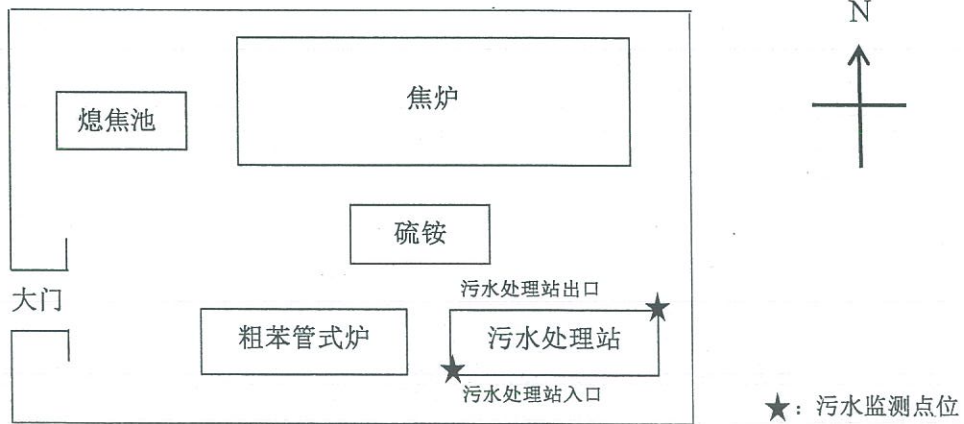 N
焦炉
熄焦池
硫铵
污水处理站出口
大门
粗苯管式炉
污水处理站
污水处理站入口
★：污水监测点位